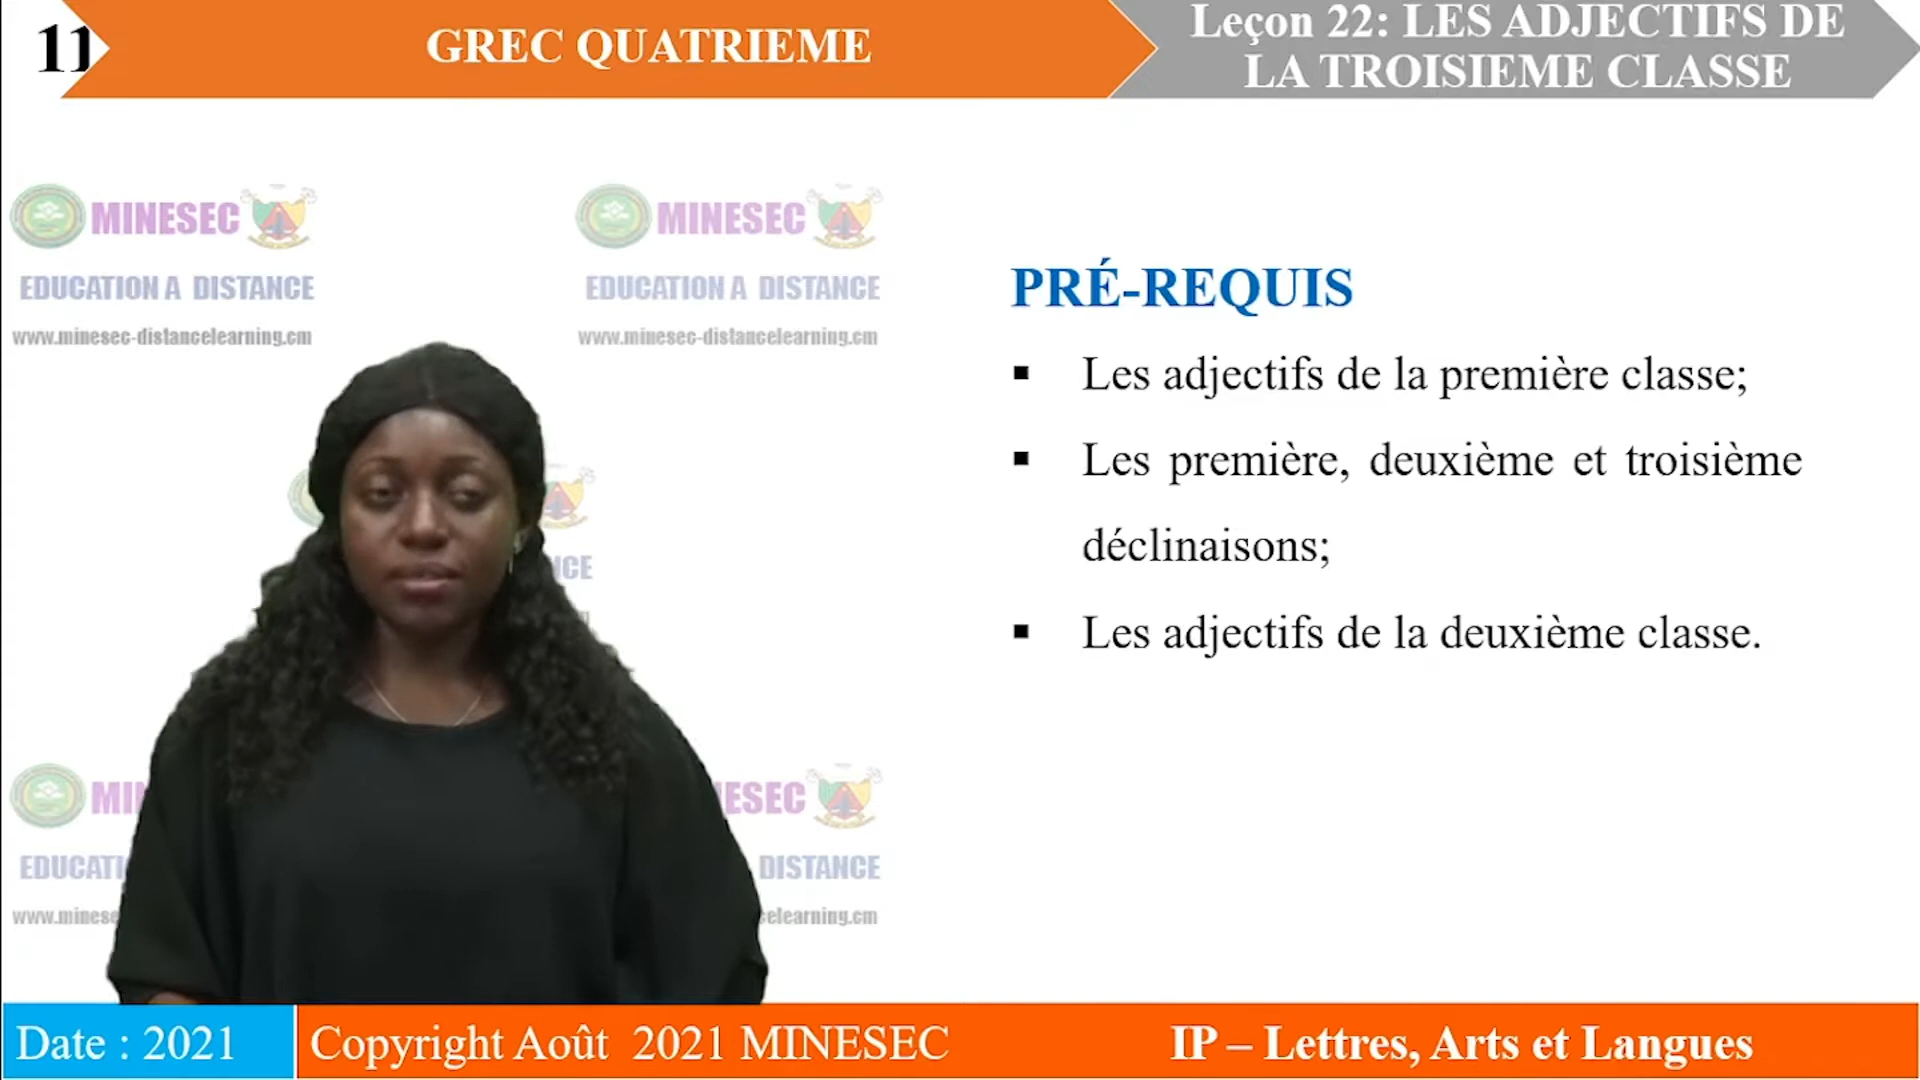 11
GREC QUATRIEME
Leçon 22: LES ADJECTIFS DE
LA TROISIEME CLASSE
MINESEC
EDUCATION A DISTANCE
www.minesec-distancelearning.cm
MINESEC
EDUCATION A DISTANCE
www.minesec-distancelearning.cm
PRÉ-REQUIS
▪ Les adjectifs de la première classe;
▪ Les première, deuxième et troisième
déclinaisons;
▪ Les adjectifs de la deuxième classe.
DISTANCE
Date : 2021
Copyright Août 2021 MINESEC
IP – Lettres, Arts et Langues